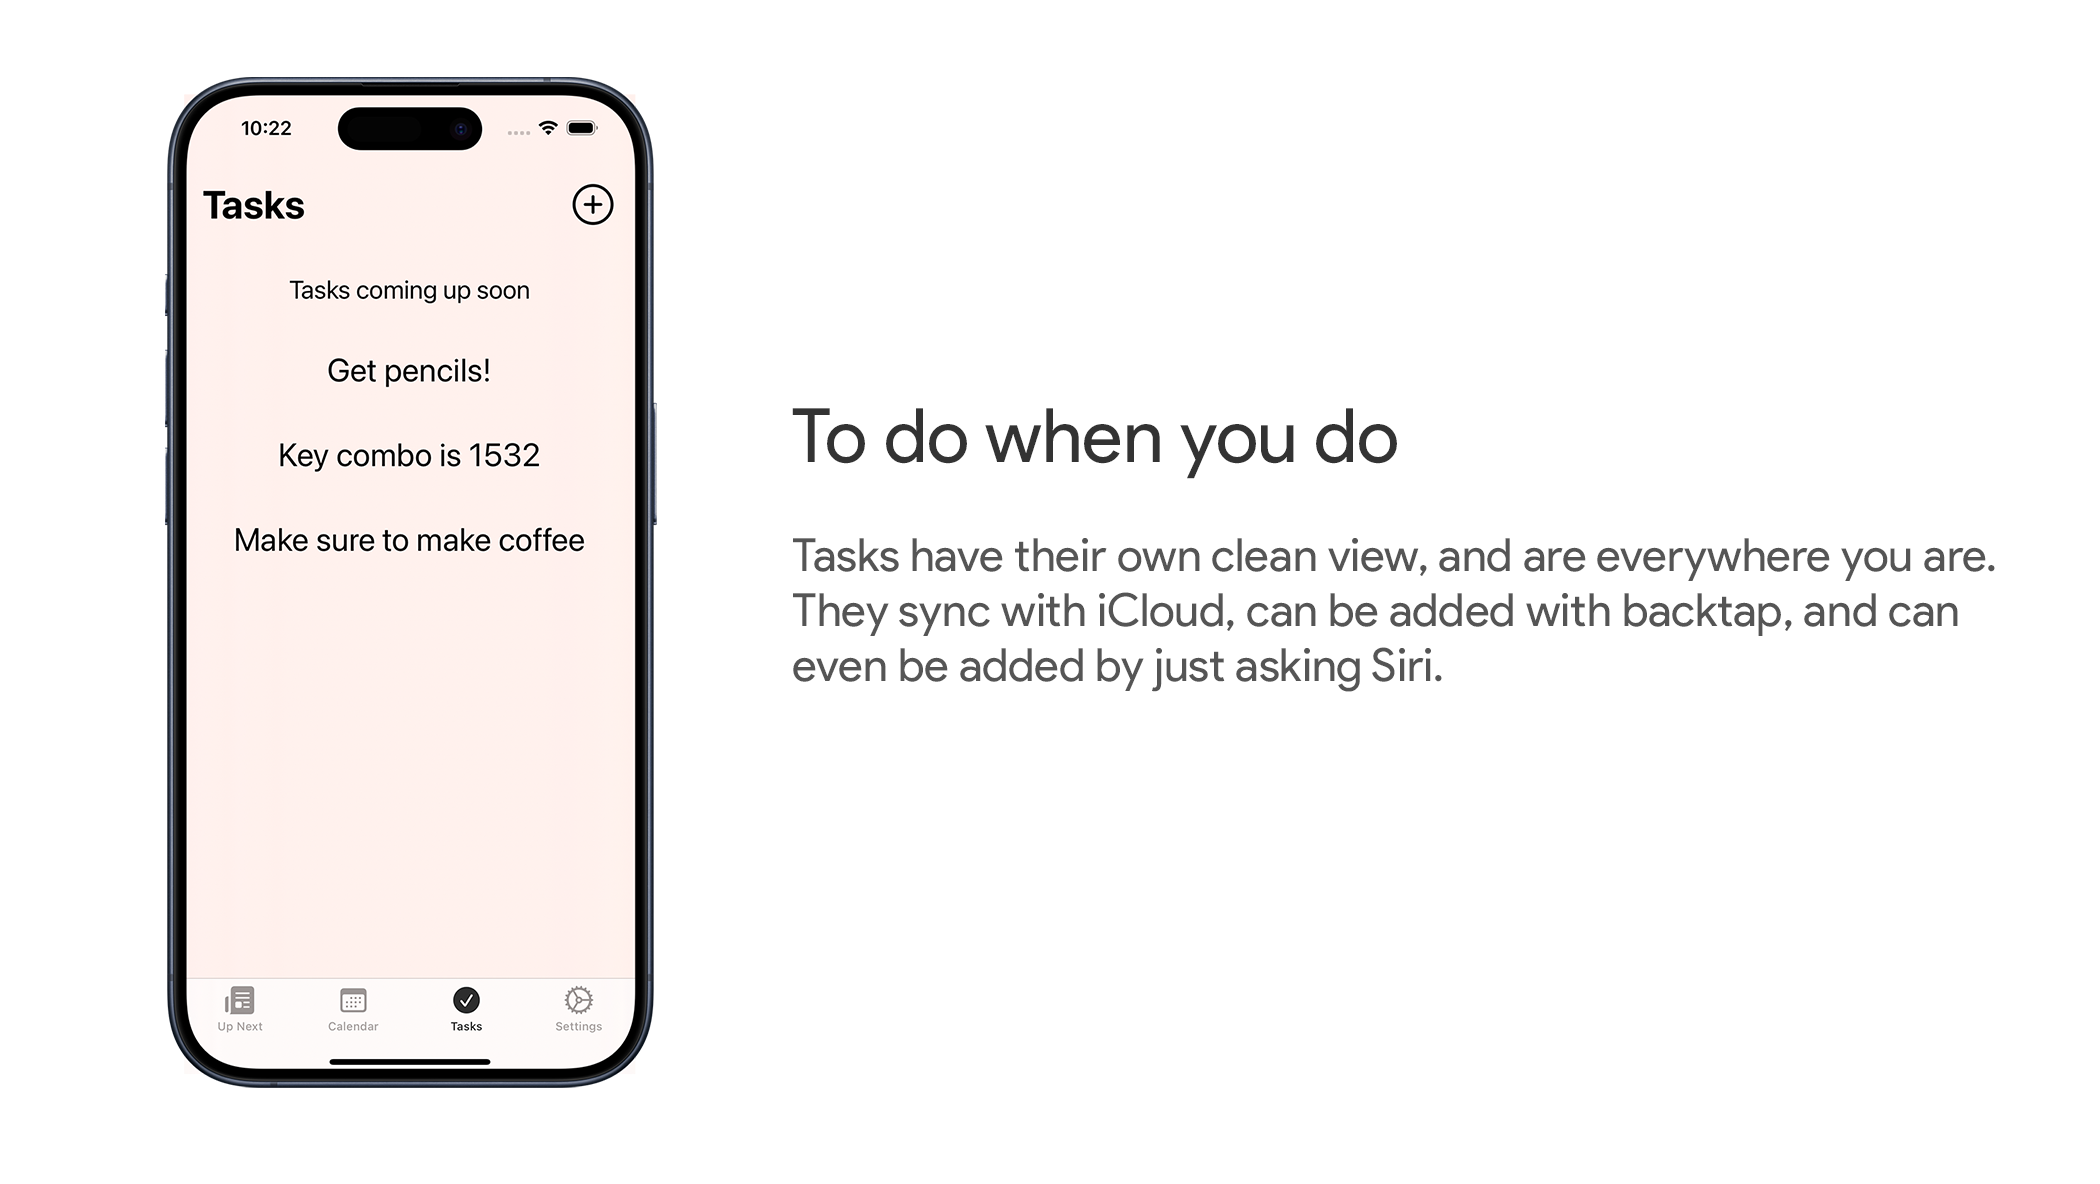 10:22
Tasks
Tasks coming up soon
Get pencils!
Key combo is 1532
Make sure to make coffee
Up Next
Calendar
Tasks
Settings
To do when you do
Tasks have their own clean view, and are everywhere you are.
They sync with iCloud, can be added with backtap, and can
even be added by just asking Siri.